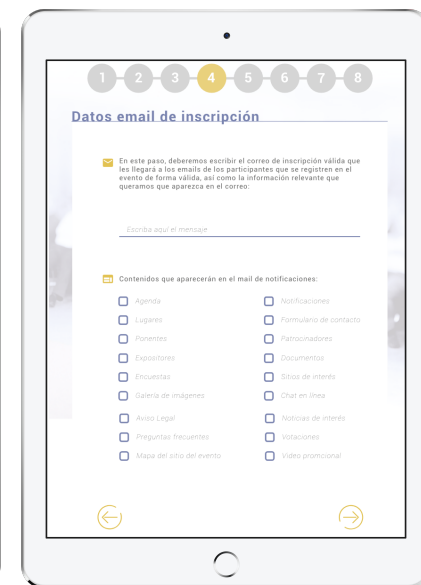 1 2 3 4 5 6 7 8
Datos email de inscripción
En este paso, deberemos escribir el correo de inscripción válida que
les llegará a los emails de los participantes que se registren en el
evento de forma válida, así como la información relevante que
queramos que aparezca en el correo:
Escriba aquí el mensaje
Contenidos que aparecerán en el mail de notificaciones:
Agenda
Lugares
Ponentes
Expositores
Encuestas
Galería de imágenes
Aviso Legal
Preguntas frecuentes
Mapa del sitio del evento
Notificaciones
Formulario de contacto
Patrocinadores
Documentos
Sitios de interés
Chat en línea
Noticias de interés
Votaciones
Video promcional